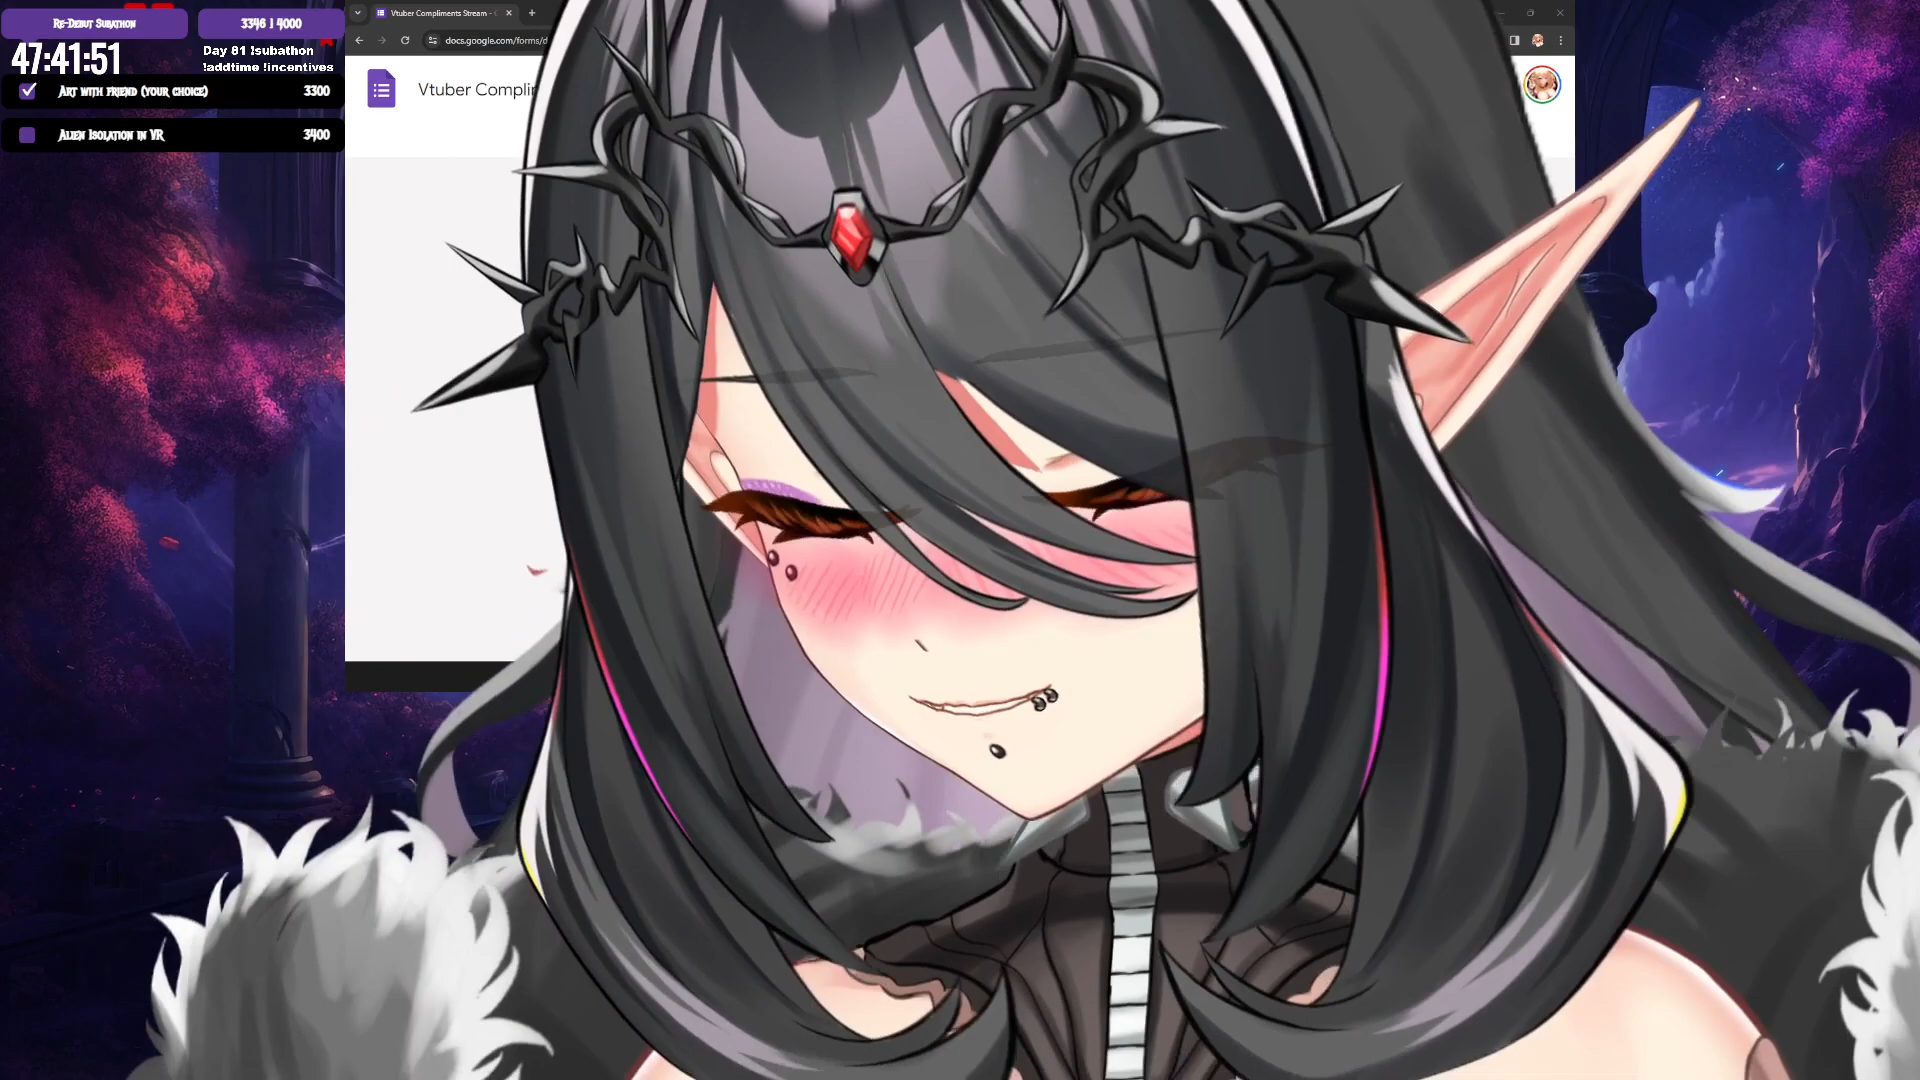 Re-Debut Subathon
3346 | 4000
47:41:51
Day 81 !subathon
!addtime !incentives
Art with friend (your choice)
3300
Alien Isolation in VR
3400
Vtuber Compliments Stream -
docs.google.com/forms/d
Vtuber Complim